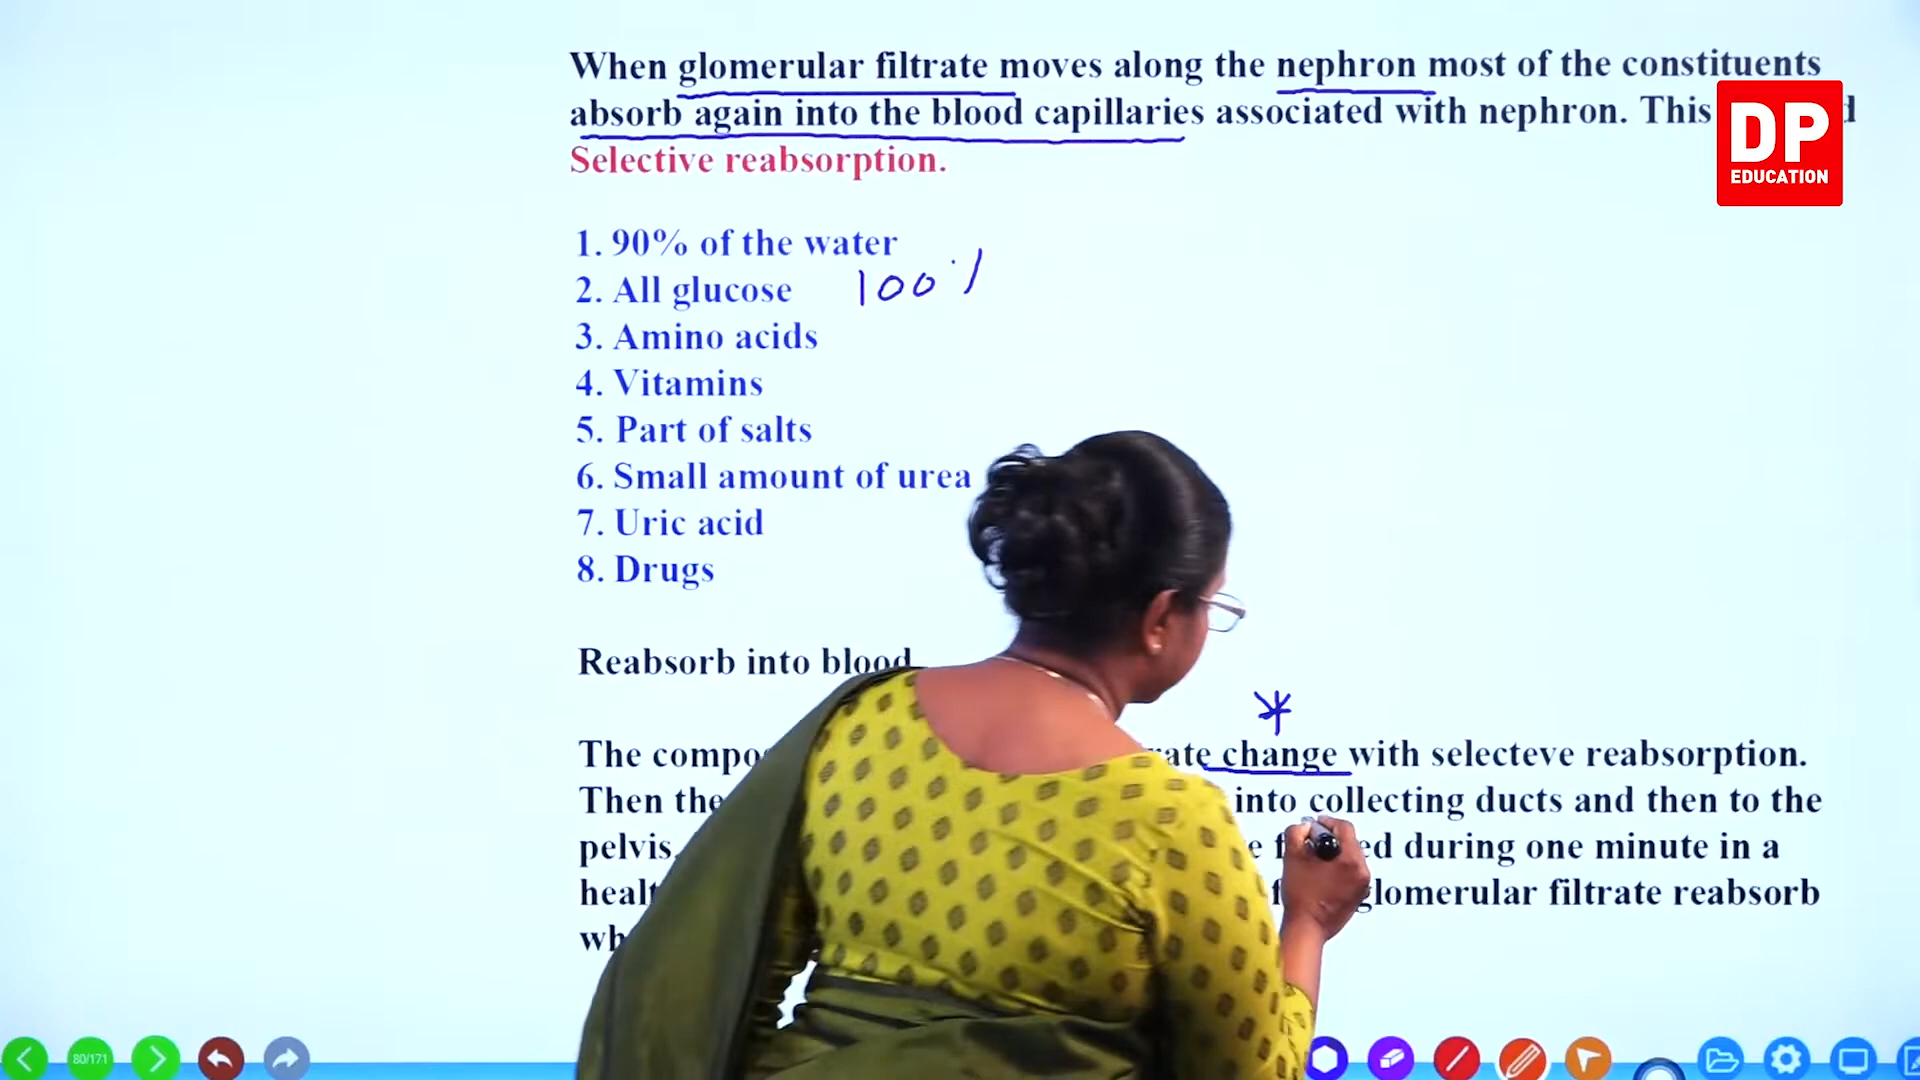 When glomerular filtrate moves along the nephron most of the constituents
absorb again into the blood capillaries associated with nephron. This
Selective reabsorption.
DP
EDUCATION
1. 90% of the water
2. All glucose 100%
3. Amino acids
4. Vitamins
5. Part of salts
6. Small amount of urea
7. Uric acid
8. Drugs
Reabsorb into blood
*
The change with selecteve reabsorption.
Then the into collecting ducts and then to the
pelvis during one minute in a
glomerular filtrate reabsorb
80/171